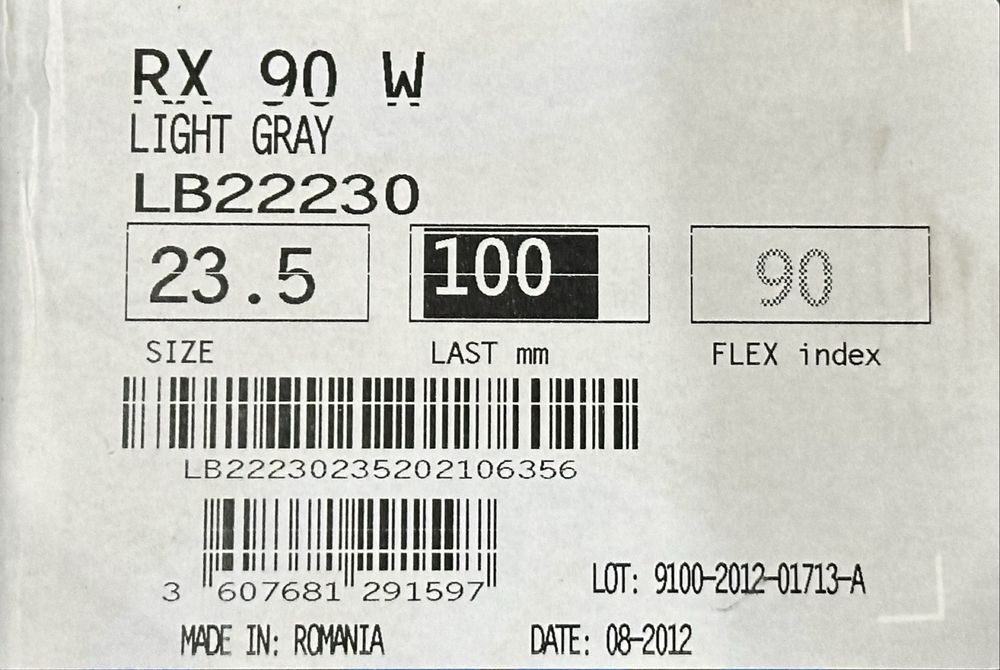 RX 90 W
LIGHT GRAY
LB22230
23.5 100 90
SIZE LAST mm FLEX index
LB22230235202106356
3 607681 291597
LOT: 9100-2012-01713-A
MADE IN: ROMANIA DATE: 08-2012